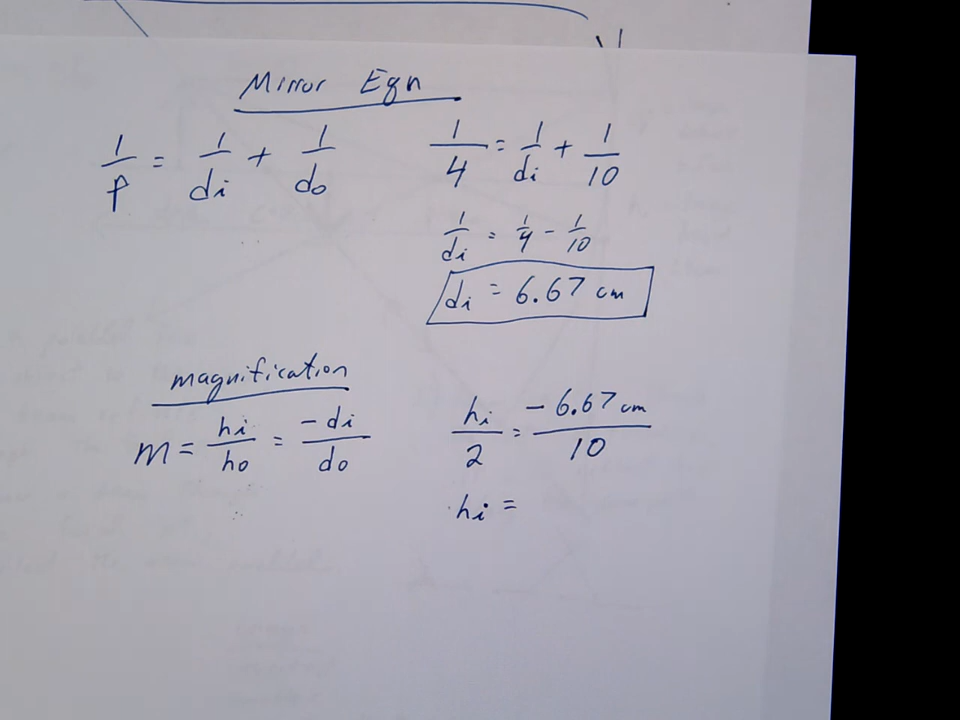 Mirror Eqn
1/f = 1/di + 1/do
1/4 = 1/di + 1/10
1/di = 1/4 - 1/10
di = 6.67 cm
magnification
m = hi/ho = -di/do
hi/2 = -6.67 cm/10
hi =